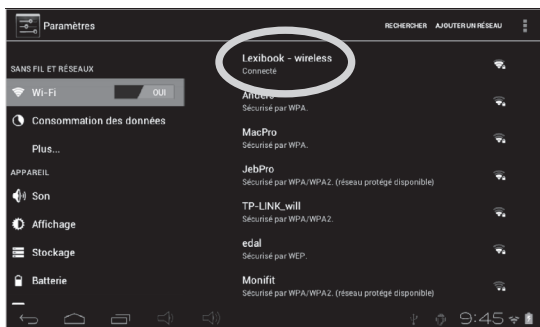 Paramètres
RECHERCHER AJOUTER UN RÉSEAU
SANS FIL ET RÉSEAUX
Wi-Fi OUI
Consommation des données
Plus...
APPAREIL
Son
Affichage
Stockage
Batterie
Lexibook - wireless
Connecté
Anders
Sécurisé par WPA.
MacPro
Sécurisé par WPA.
JebPro
Sécurisé par WPA/WPA2. (réseau protégé disponible)
TP-LINK_will
Sécurisé par WPA/WPA2.
edal
Sécurisé par WEP.
Monifit
Sécurisé par WPA/WPA2. (réseau protégé disponible)
9:45